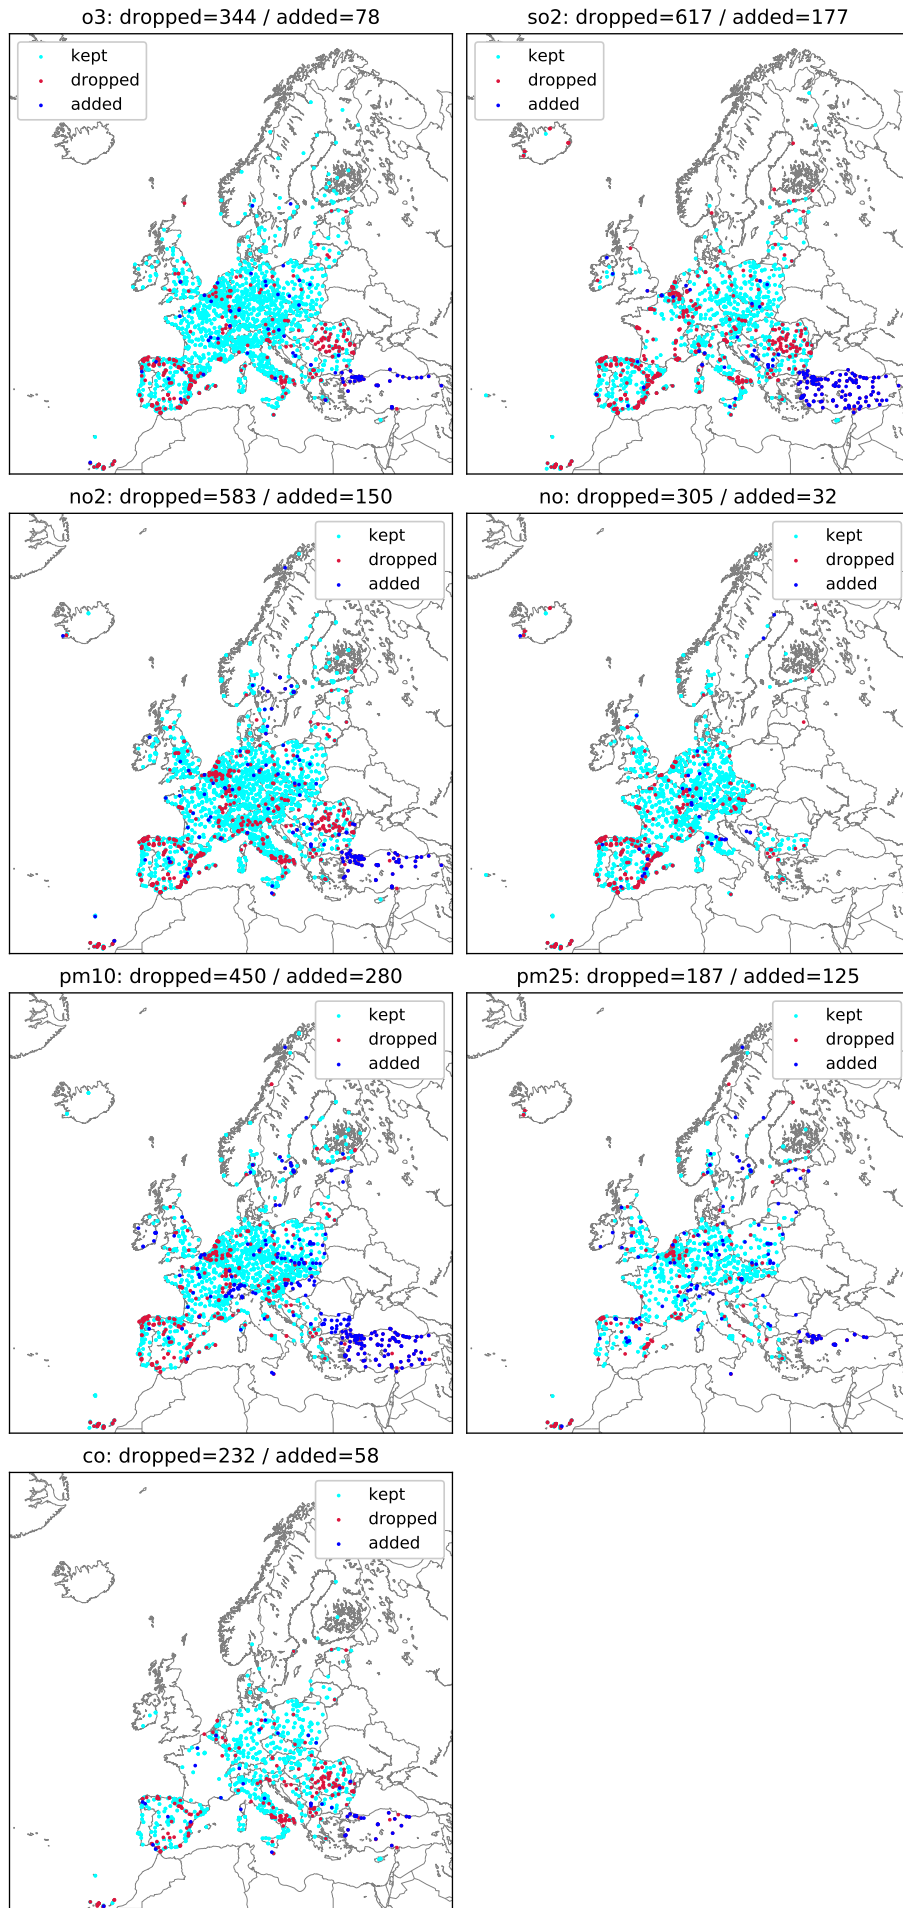 o3: dropped=344 / added=78
kept
dropped
added
so2: dropped=617 / added=177
kept
dropped
added
no2: dropped=583 / added=150
kept
dropped
added
no: dropped=305 / added=32
kept
dropped
added
pm10: dropped=450 / added=280
kept
dropped
added
pm25: dropped=187 / added=125
kept
dropped
added
co: dropped=232 / added=58
kept
dropped
added